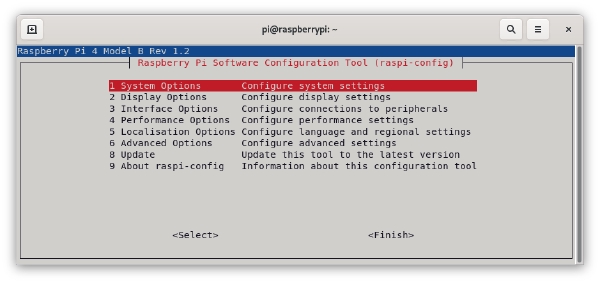 pi@raspberrypi: ~
Raspberry Pi 4 Model B Rev 1.2
Raspberry Pi Software Configuration Tool (raspi-config)
1 System Options Configure system settings
2 Display Options Configure display settings
3 Interface Options Configure connections to peripherals
4 Performance Options Configure performance settings
5 Localisation Options Configure language and regional settings
6 Advanced Options Configure advanced settings
8 Update Update this tool to the latest version
9 About raspi-config Information about this configuration tool
<Select> <Finish>